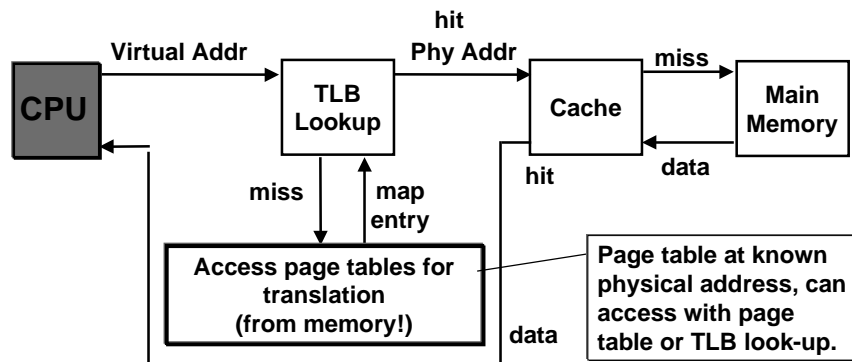 hit
Virtual Addr
Phy Addr
miss
CPU
TLB
Lookup
Cache
Main
Memory
hit
data
miss
map
entry
Access page tables for
translation
(from memory!)
Page table at known
physical address, can
access with page
table or TLB look-up.
data